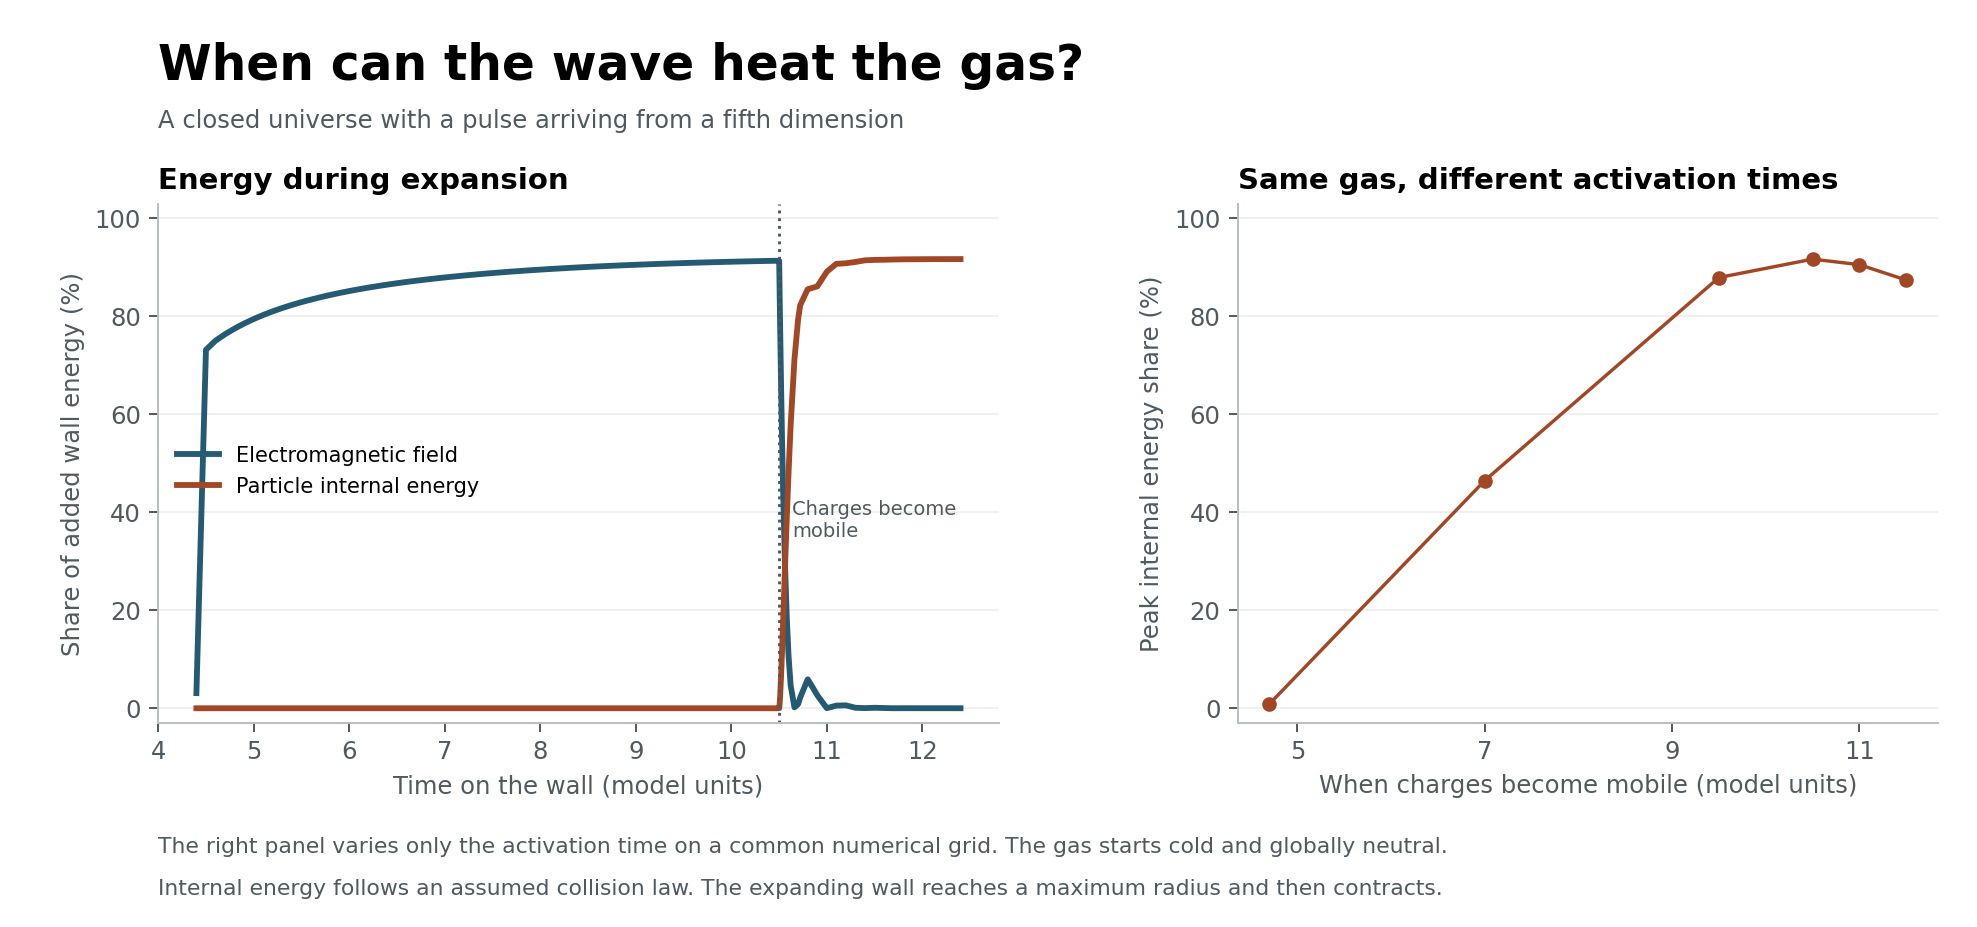 When can the wave heat the gas?
A closed universe with a pulse arriving from a fifth dimension
Energy during expansion
Share of added wall energy (%)
100
80
60
40
20
0
Electromagnetic field
Particle internal energy
Charges become
mobile
4 5 6 7 8 9 10 11 12
Time on the wall (model units)
Same gas, different activation times
Peak internal energy share (%)
100
80
60
40
20
0
5 7 9 11
When charges become mobile (model units)
The right panel varies only the activation time on a common numerical grid. The gas starts cold and globally neutral.
Internal energy follows an assumed collision law. The expanding wall reaches a maximum radius and then contracts.